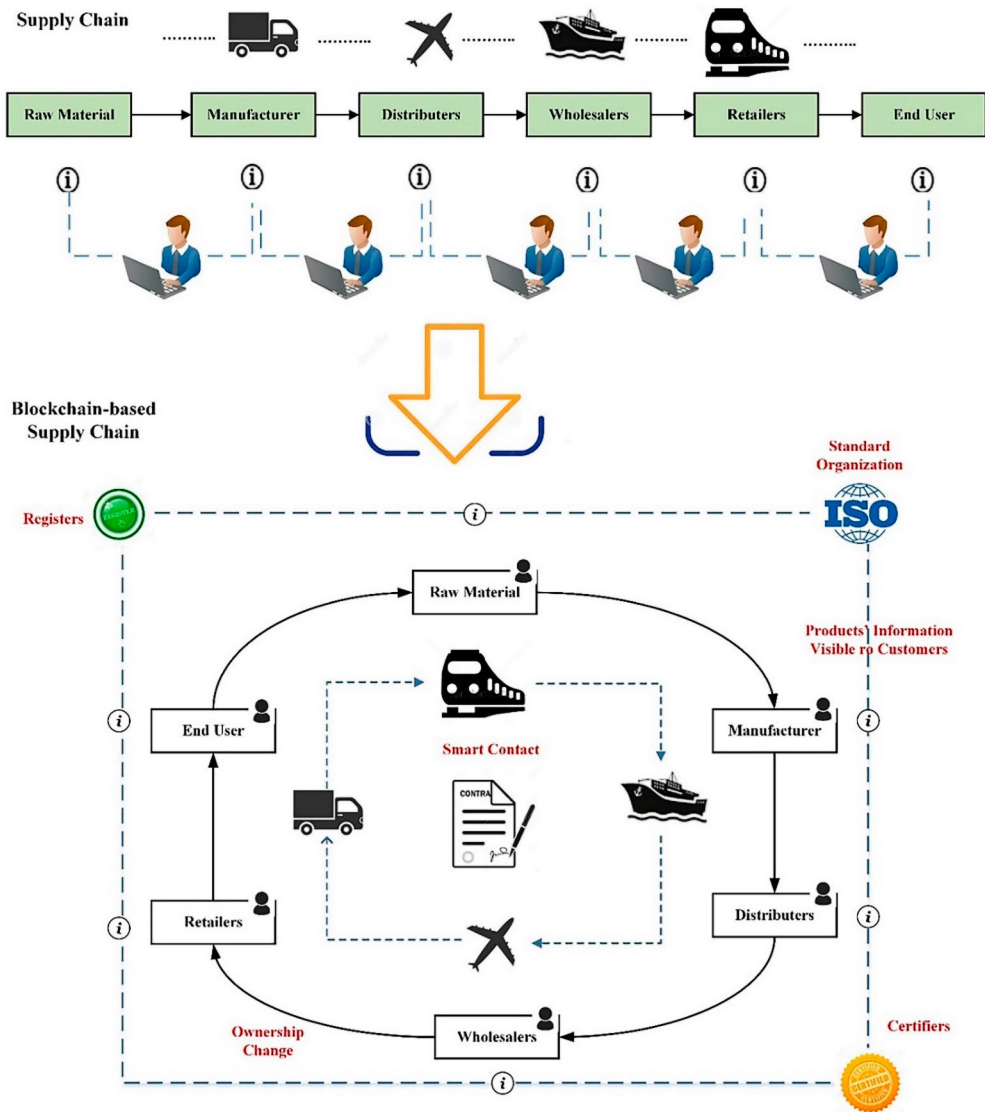 Supply Chain
Raw Material
Manufacturer
Distributers
Wholesalers
Retailers
End User
i
i
i
i
i
i
Blockchain-based
Supply Chain
Standard
Organization
Registers
i
ISO
Raw Material
Products' Information
Visible ro Customers
End User
Manufacturer
i
i
Smart Contact
CONTRA
Retailers
Distributers
i
i
Ownership
Change
Wholesalers
Certifiers
i
CERTIFIED